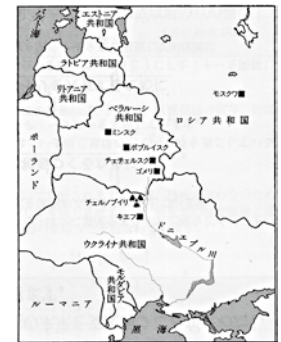 バルト海
エストニア
共和国
ラトビア共和国
リトアニア
共和国
モスクワ
ベラルーシ
共和国
ロシア共和国
ミンスク
ボブルイスク
チェチェルスク
ゴメリ
ポーランド
チェルノブイリ
キエフ
ドニエプル川
ウクライナ共和国
モルダビア
共和国
ルーマニア
黒海